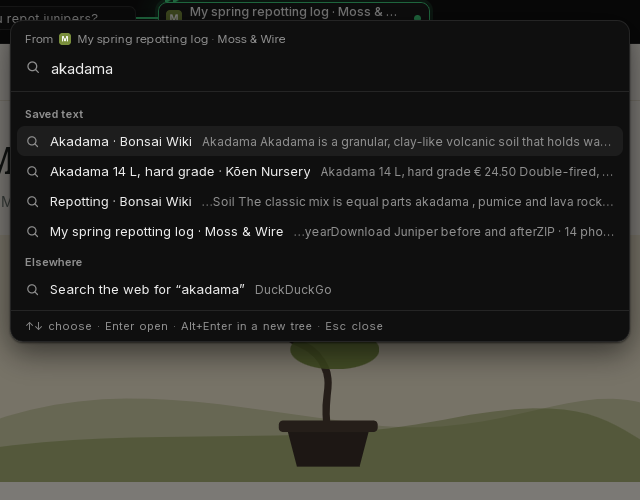 u repot junipers?
My spring repotting log · Moss & …
From M My spring repotting log · Moss & Wire
akadama
Saved text
Akadama · Bonsai Wiki Akadama Akadama is a granular, clay-like volcanic soil that holds wa…
Akadama 14 L, hard grade · Kōen Nursery Akadama 14 L, hard grade € 24.50 Double-fired, …
Repotting · Bonsai Wiki …Soil The classic mix is equal parts akadama , pumice and lava rock…
My spring repotting log · Moss & Wire …yearDownload Juniper before and afterZIP · 14 pho…
Elsewhere
Search the web for “akadama” DuckDuckGo
↑↓ choose · Enter open · Alt+Enter in a new tree · Esc close